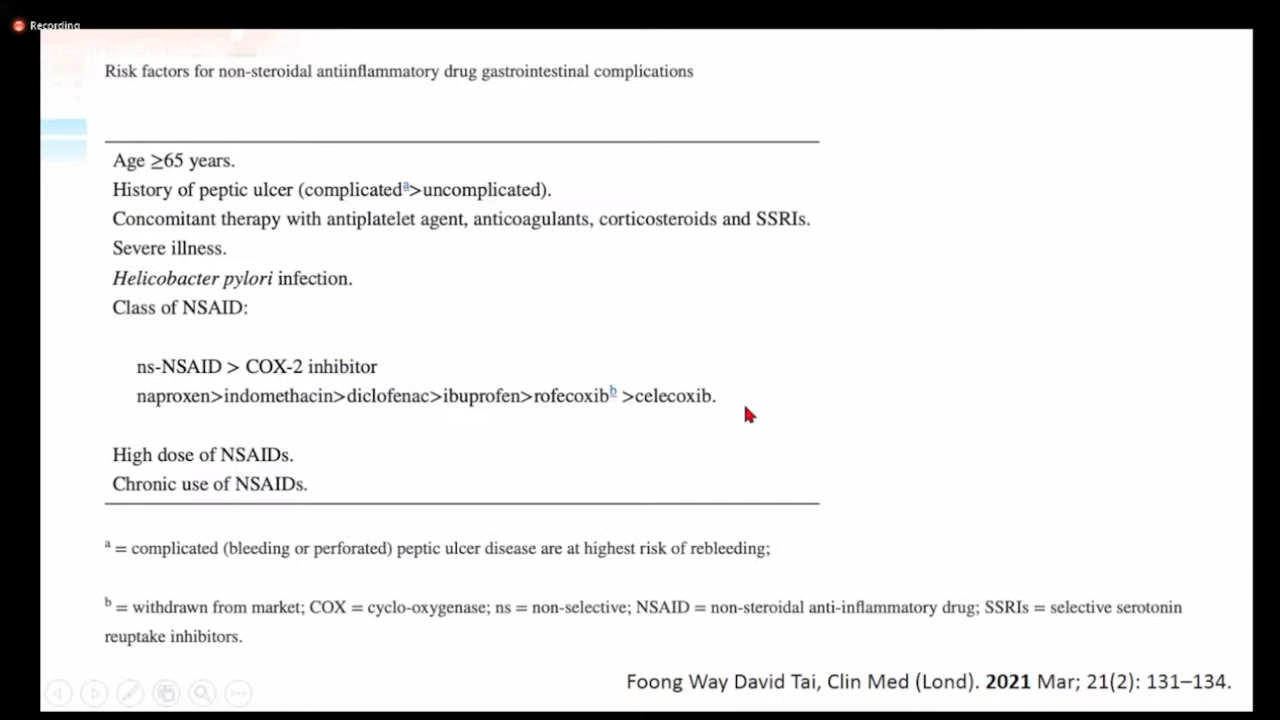 Recording
Risk factors for non-steroidal antiinflammatory drug gastrointestinal complications
Age ≥65 years.
History of peptic ulcer (complicatedᵃ>uncomplicated).
Concomitant therapy with antiplatelet agent, anticoagulants, corticosteroids and SSRIs.
Severe illness.
Helicobacter pylori infection.
Class of NSAID:
ns-NSAID > COX-2 inhibitor
naproxen>indomethacin>diclofenac>ibuprofen>rofecoxibᵇ >celecoxib.
High dose of NSAIDs.
Chronic use of NSAIDs.
ᵃ = complicated (bleeding or perforated) peptic ulcer disease are at highest risk of rebleeding;
ᵇ = withdrawn from market; COX = cyclo-oxygenase; ns = non-selective; NSAID = non-steroidal anti-inflammatory drug; SSRIs = selective serotonin
reuptake inhibitors.
Foong Way David Tai, Clin Med (Lond). 2021 Mar; 21(2): 131–134.